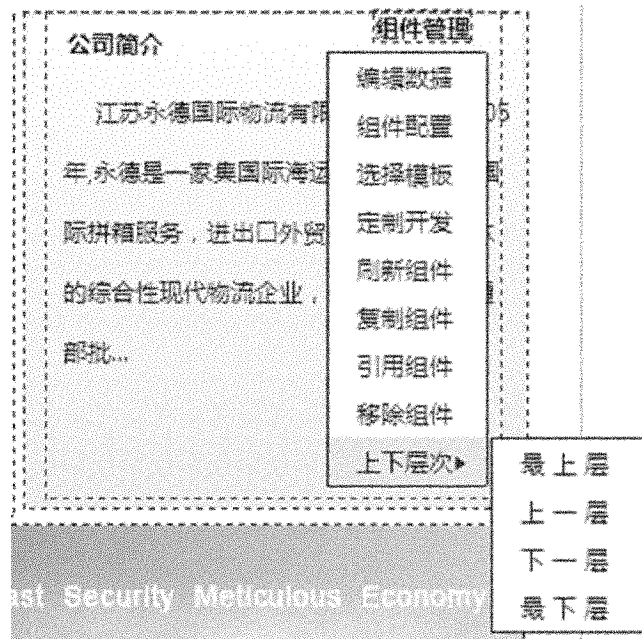 组件管理
公司简介
江苏永德国际物流有限
05
年,永德是一家集国际海运
国
际拼箱服务，进出口外贸
的综合性现代物流企业，
部批...
编缓数据
组件配置
选择模板
定制开发
刷新组件
复制组件
引用组件
移除组件
上下层次▸
最上层
上一层
下一层
最下层
ast Security Meticulous Economy